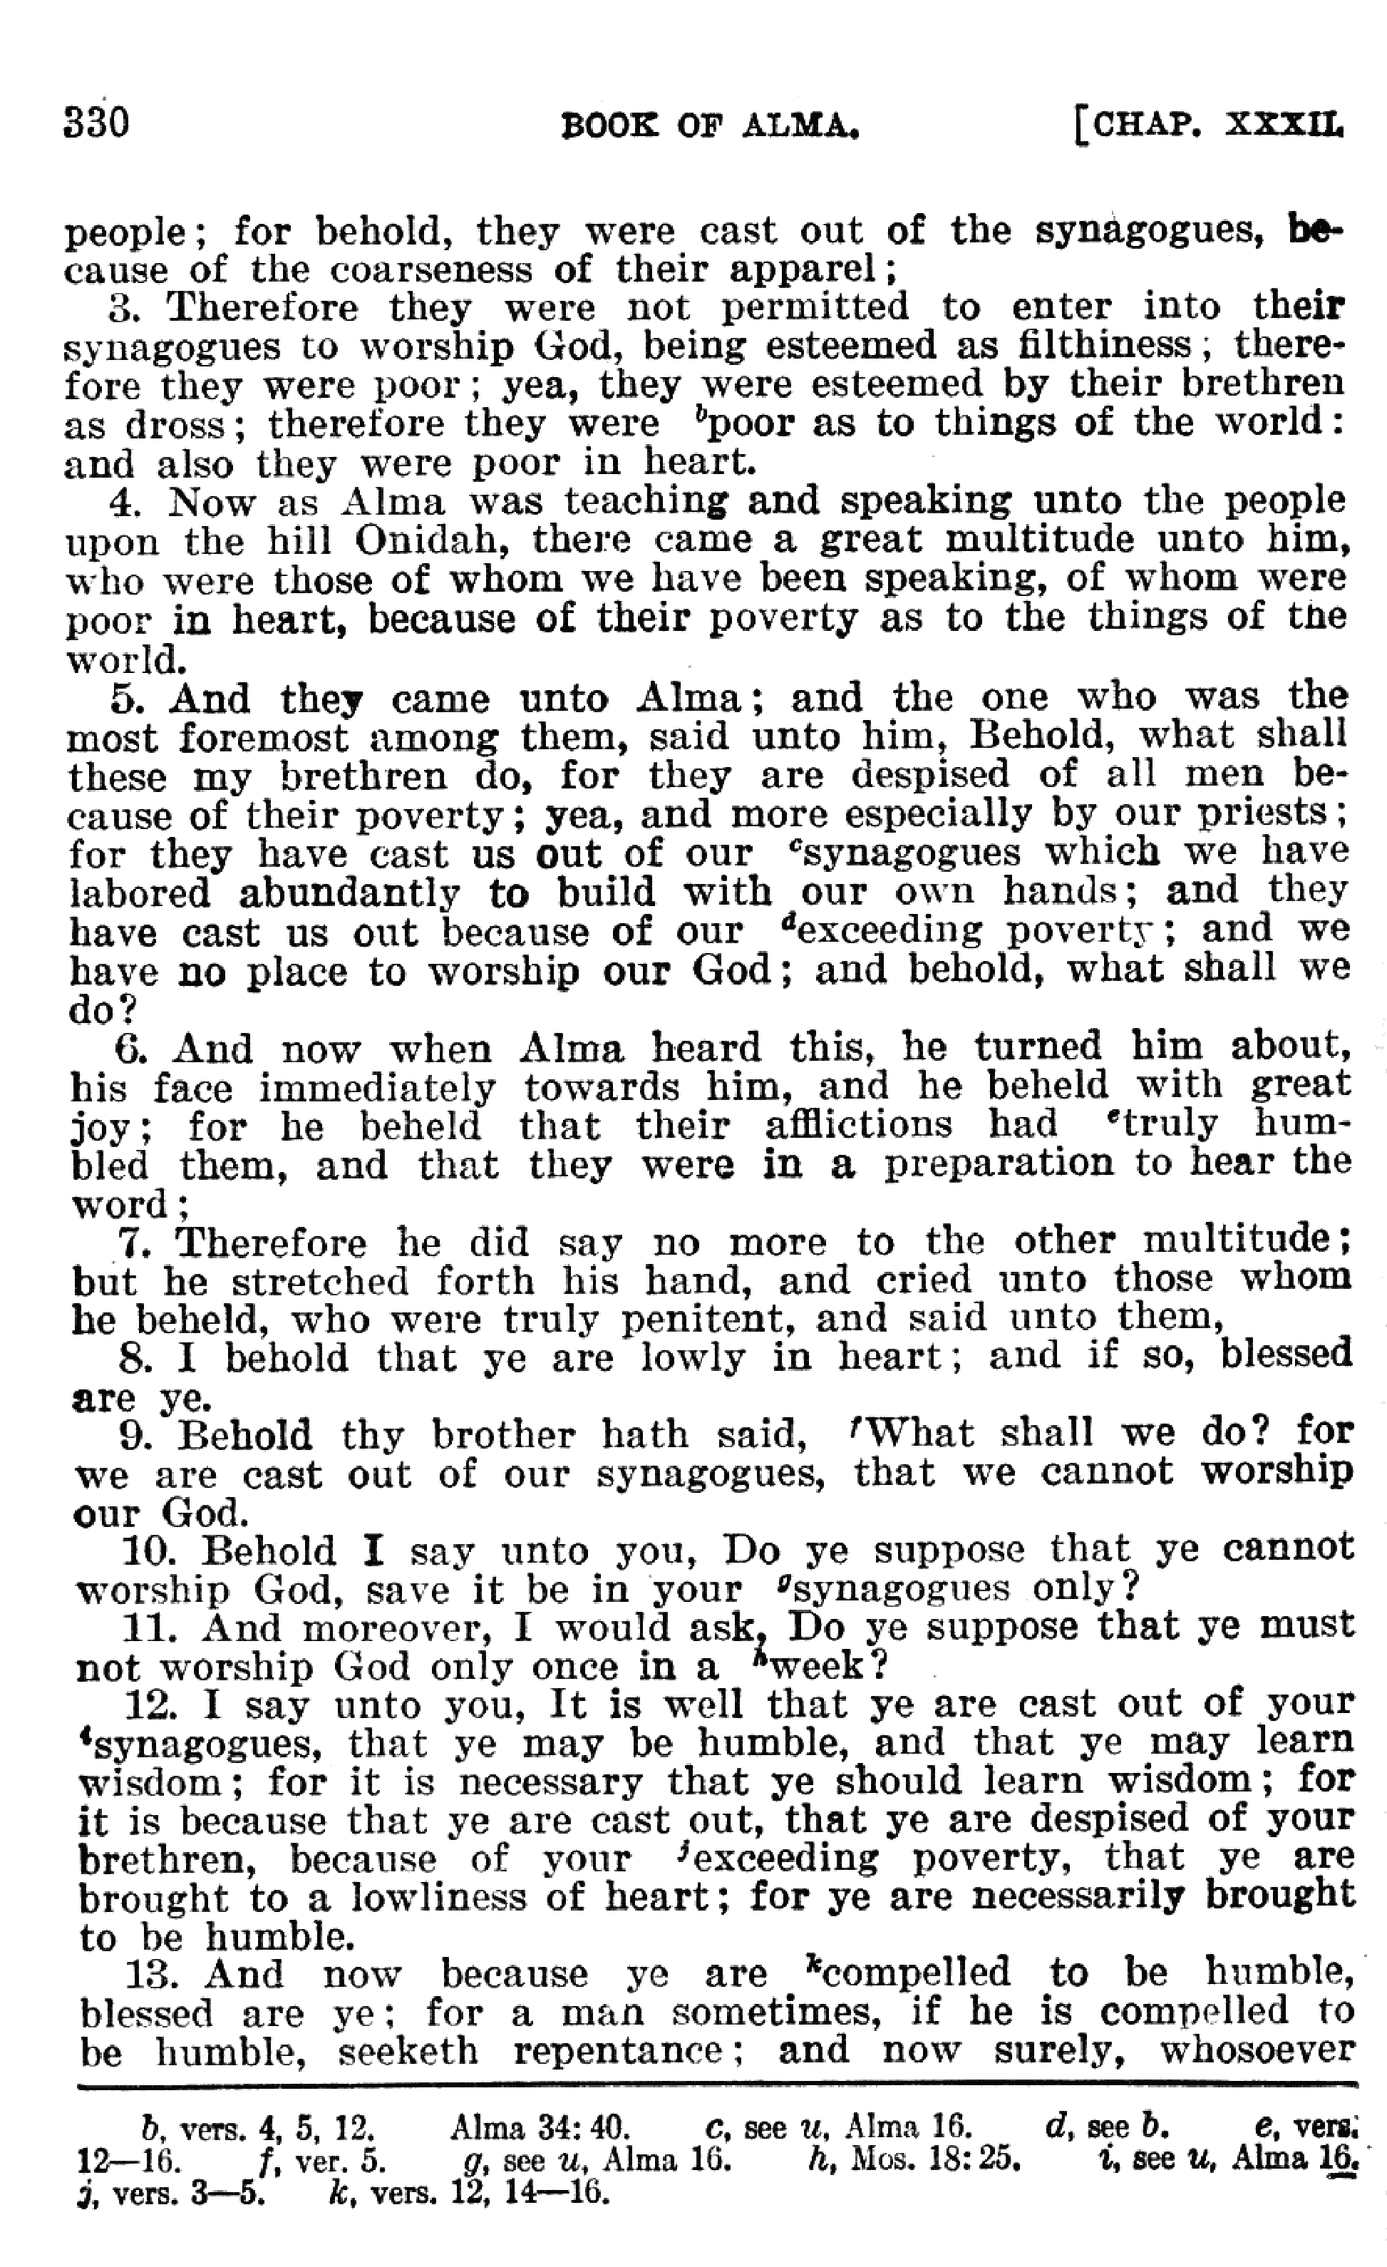 330 BOOK OF ALMA. [CHAP. XXXII.
people; for behold, they were cast out of the synagogues, be-
cause of the coarseness of their apparel;
3. Therefore they were not permitted to enter into their
synagogues to worship God, being esteemed as filthiness; there-
fore they were poor; yea, they were esteemed by their brethren
as dross; therefore they were ᵇpoor as to things of the world:
and also they were poor in heart.
4. Now as Alma was teaching and speaking unto the people
upon the hill Onidah, there came a great multitude unto him,
who were those of whom we have been speaking, of whom were
poor in heart, because of their poverty as to the things of the
world.
5. And they came unto Alma; and the one who was the
most foremost among them, said unto him, Behold, what shall
these my brethren do, for they are despised of all men be-
cause of their poverty; yea, and more especially by our priests;
for they have cast us out of our ᶜsynagogues which we have
labored abundantly to build with our own hands; and they
have cast us out because of our ᵈexceeding poverty; and we
have no place to worship our God; and behold, what shall we
do?
6. And now when Alma heard this, he turned him about,
his face immediately towards him, and he beheld with great
joy; for he beheld that their afflictions had ᵉtruly hum-
bled them, and that they were in a preparation to hear the
word;
7. Therefore he did say no more to the other multitude;
but he stretched forth his hand, and cried unto those whom
he beheld, who were truly penitent, and said unto them,
8. I behold that ye are lowly in heart; and if so, blessed
are ye.
9. Behold thy brother hath said, ᶠWhat shall we do? for
we are cast out of our synagogues, that we cannot worship
our God.
10. Behold I say unto you, Do ye suppose that ye cannot
worship God, save it be in your ᵍsynagogues only?
11. And moreover, I would ask, Do ye suppose that ye must
not worship God only once in a ʰweek?
12. I say unto you, It is well that ye are cast out of your
ⁱsynagogues, that ye may be humble, and that ye may learn
wisdom; for it is necessary that ye should learn wisdom; for
it is because that ye are cast out, that ye are despised of your
brethren, because of your ʲexceeding poverty, that ye are
brought to a lowliness of heart; for ye are necessarily brought
to be humble.
13. And now because ye are ᵏcompelled to be humble,
blessed are ye; for a man sometimes, if he is compelled to
be humble, seeketh repentance; and now surely, whosoever
b, vers. 4, 5, 12. Alma 34: 40. c, see u, Alma 16. d, see b. e, vers.
12—16. f, ver. 5. g, see u, Alma 16. h, Mos. 18: 25. i, see u, Alma 16.
j, vers. 3—5. k, vers. 12, 14—16.